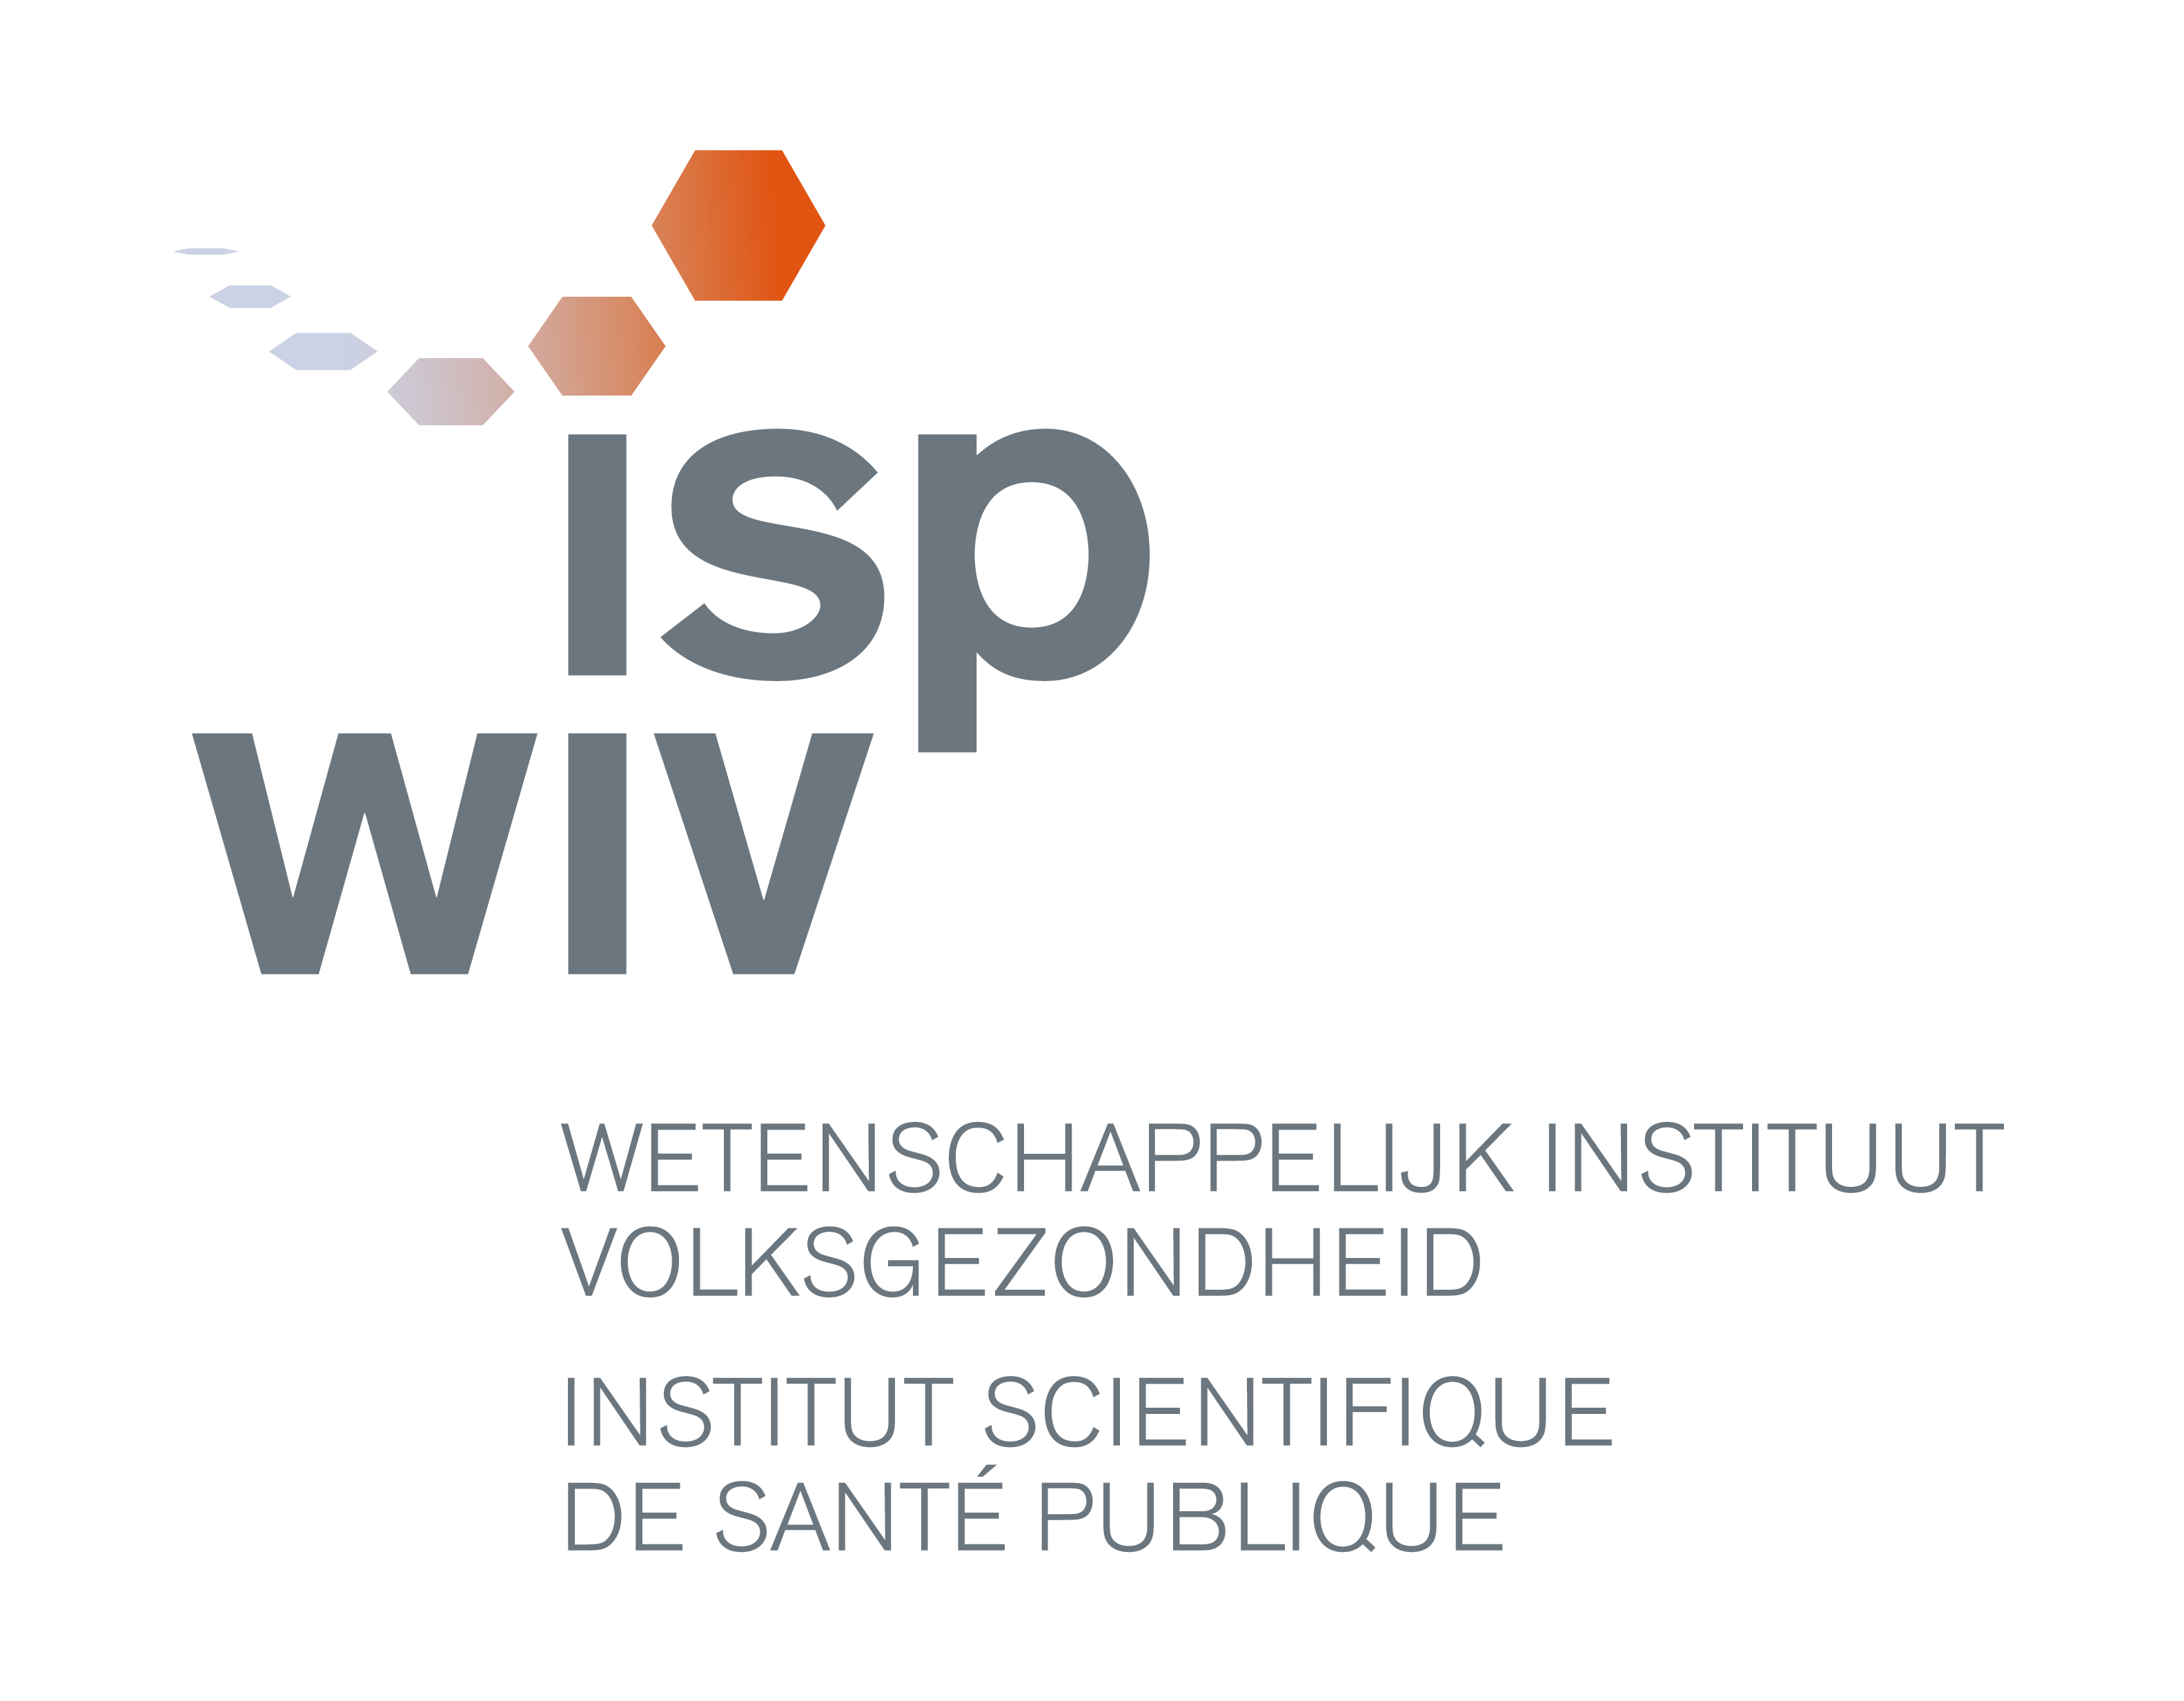 isp
wiv
WETENSCHAPPELIJK INSTITUUT
VOLKSGEZONDHEID
INSTITUT SCIENTIFIQUE
DE SANTÉ PUBLIQUE